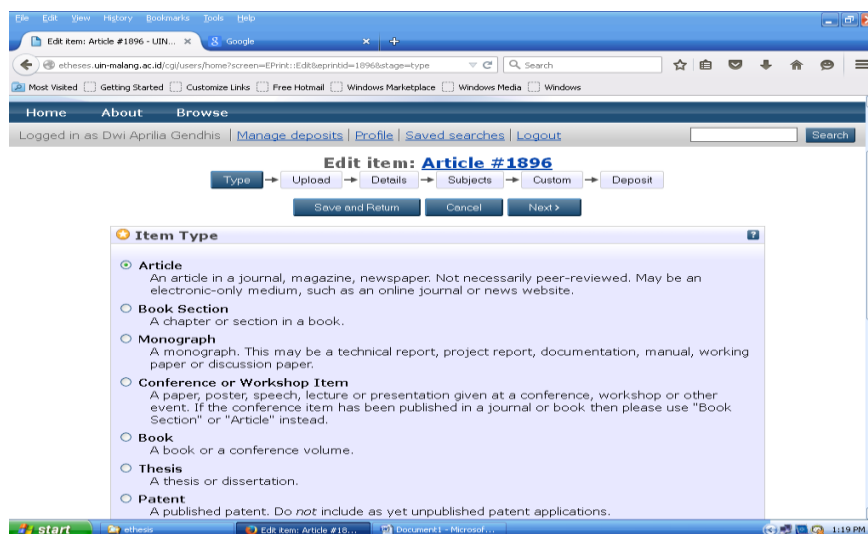 File Edit View History Bookmarks Tools Help
Edit item: Article #1896 - UIN... × Google × +
etheses.uin-malang.ac.id/cgi/users/home?screen=EPrint::Edit&eprintid=1896&stage=type Search
Most Visited Getting Started Customize Links Free Hotmail Windows Marketplace Windows Media Windows
Home About Browse
Logged in as Dwi Aprilia Gendhis | Manage deposits | Profile | Saved searches | Logout Search
Edit item: Article #1896
Type → Upload → Details → Subjects → Custom → Deposit
Save and Return Cancel Next >
Item Type ?
Article
An article in a journal, magazine, newspaper. Not necessarily peer-reviewed. May be an
electronic-only medium, such as an online journal or news website.
Book Section
A chapter or section in a book.
Monograph
A monograph. This may be a technical report, project report, documentation, manual, working
paper or discussion paper.
Conference or Workshop Item
A paper, poster, speech, lecture or presentation given at a conference, workshop or other
event. If the conference item has been published in a journal or book then please use "Book
Section" or "Article" instead.
Book
A book or a conference volume.
Thesis
A thesis or dissertation.
Patent
A published patent. Do not include as yet unpublished patent applications.
start ethesis Edit item: Article #18... Document1 - Microsof... 1:19 PM